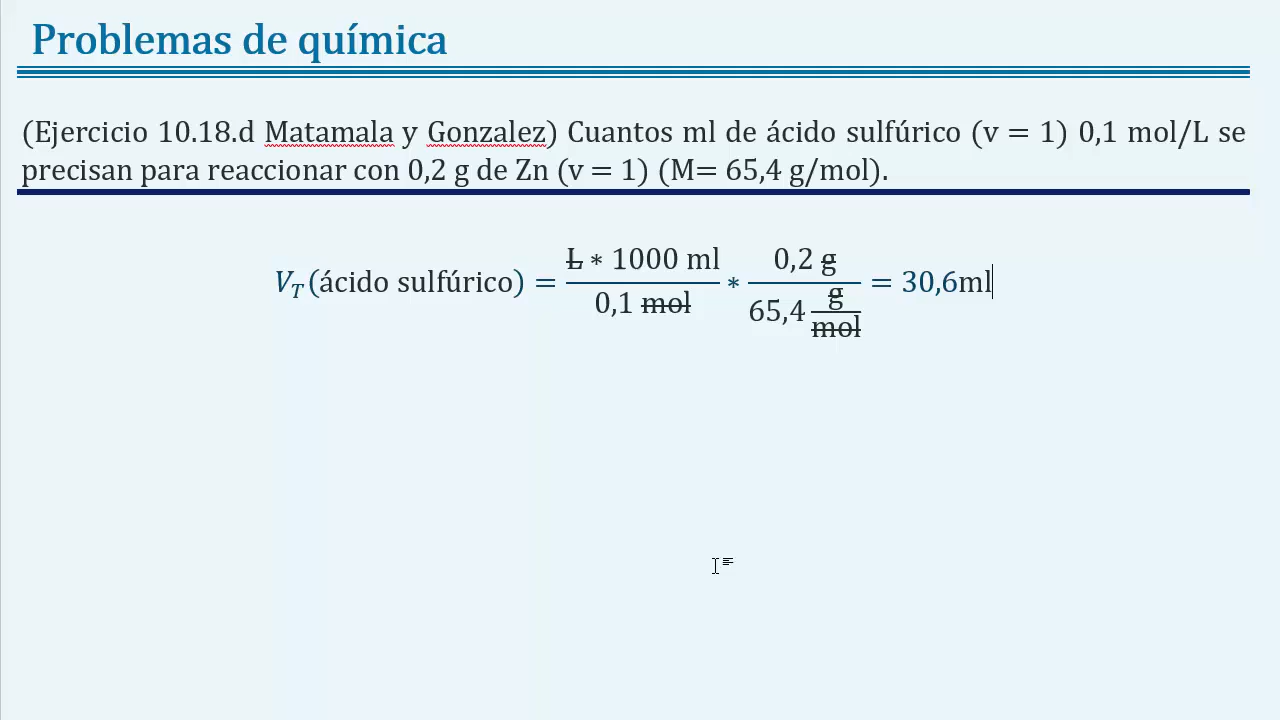 Problemas de química
(Ejercicio 10.18.d Matamala y Gonzalez) Cuantos ml de ácido sulfúrico (v = 1) 0,1 mol/L se
precisan para reaccionar con 0,2 g de Zn (v = 1) (M= 65,4 g/mol).
V_T(ácido sulfúrico) = (L * 1000 ml)/(0,1 mol) * (0,2 g)/(65,4 g/mol) = 30,6ml